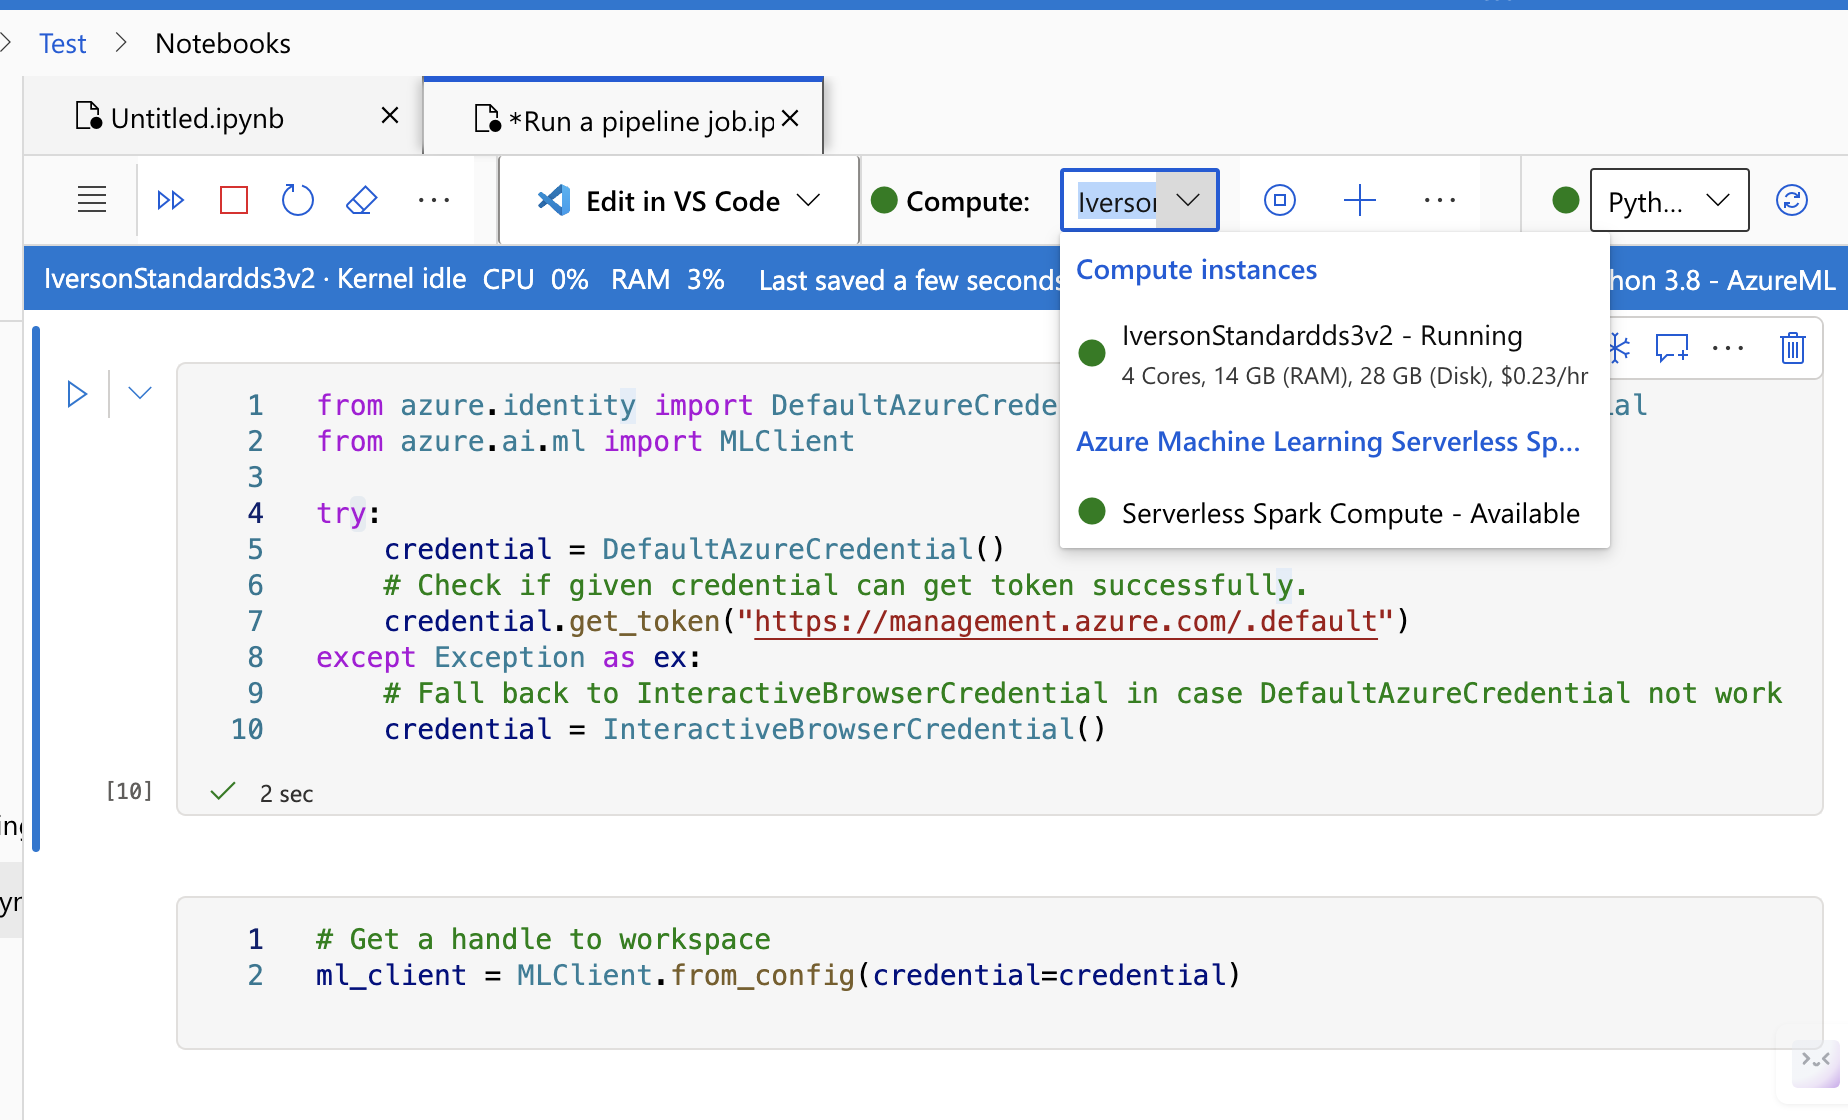 Test > Notebooks
Untitled.ipynb
*Run a pipeline job.ip
Edit in VS Code
Compute:
Iverson
Pyth...
IversonStandardds3v2 · Kernel idle CPU 0% RAM 3% Last saved a few seconds
hon 3.8 - AzureML
Compute instances
IversonStandardds3v2 - Running
4 Cores, 14 GB (RAM), 28 GB (Disk), $0.23/hr
Azure Machine Learning Serverless Sp...
Serverless Spark Compute - Available
1 from azure.identity import DefaultAzureCrede
al
2 from azure.ai.ml import MLClient
3
4 try:
5 credential = DefaultAzureCredential()
6 # Check if given credential can get token successfully.
7 credential.get_token("https://management.azure.com/.default")
8 except Exception as ex:
9 # Fall back to InteractiveBrowserCredential in case DefaultAzureCredential not work
10 credential = InteractiveBrowserCredential()
[10]
2 sec
1 # Get a handle to workspace
2 ml_client = MLClient.from_config(credential=credential)